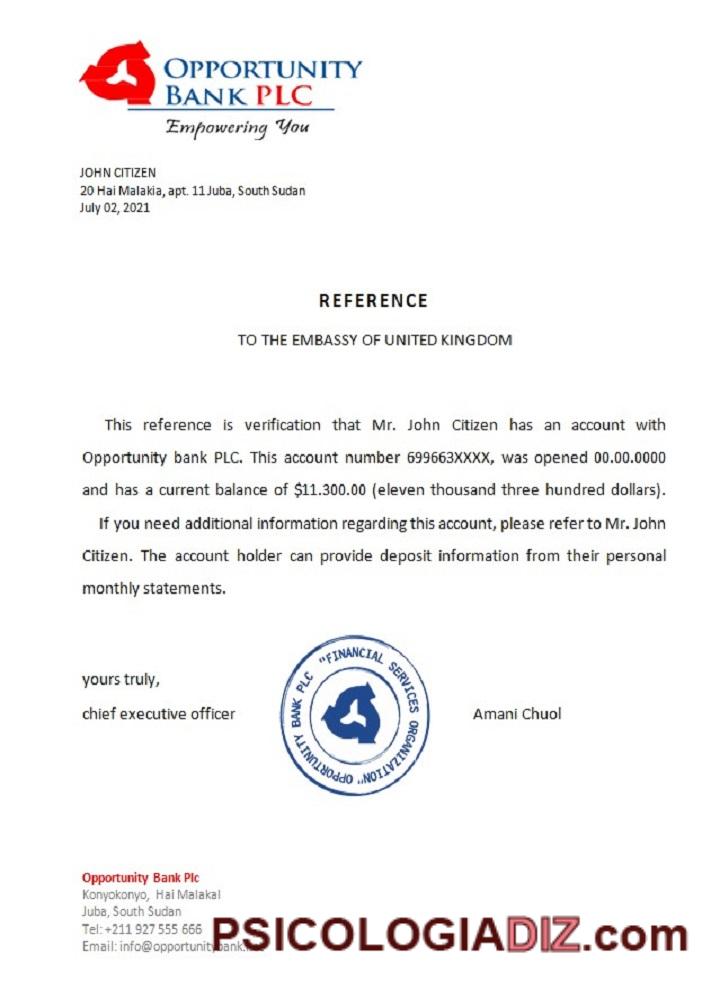 OPPORTUNITY
BANK PLC
Empowering You
JOHN CITIZEN
20 Hai Malakia, apt. 11 Juba, South Sudan
July 02, 2021
REFERENCE
TO THE EMBASSY OF UNITED KINGDOM
This reference is verification that Mr. John Citizen has an account with
Opportunity bank PLC. This account number 699663XXXX, was opened 00.00.0000
and has a current balance of $11.300.00 (eleven thousand three hundred dollars).
If you need additional information regarding this account, please refer to Mr. John
Citizen. The account holder can provide deposit information from their personal
monthly statements.
OPPORTUNITY BANK PLC "FINANCIAL SERVICES ORGANIZATION"
yours truly,
chief executive officer
Amani Chuol
Opportunity Bank Plc
Konyokonyo, Hai Malakal
Juba, South Sudan
Tel: +211 927 555 666
Email: info@opportunitybank.
PSICOLOGIADIZ.com